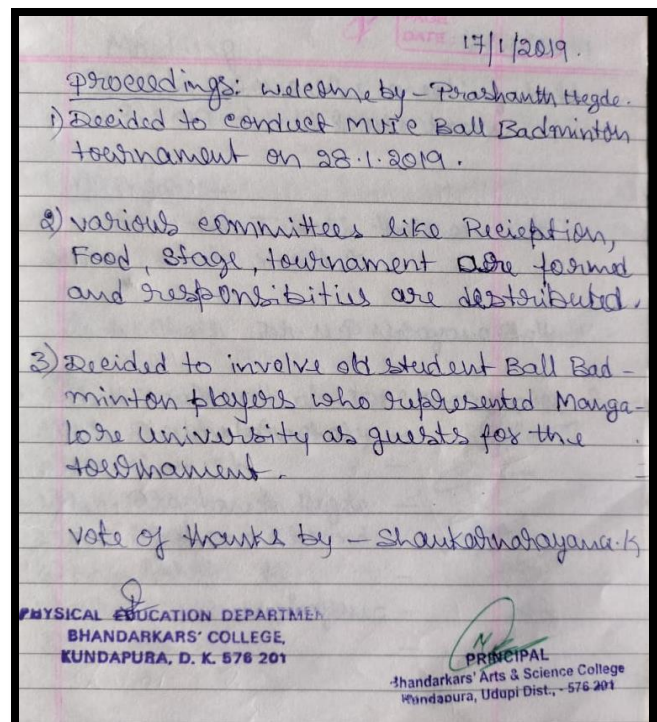 DATE: 17/1/2019.
Proceedings: Welcome by - Prashanth Hegde.
1) Decided to conduct MUIC Ball Badminton
tournament on 28.1.2019.
2) various committees like Recieption,
Food, Stage, tournament are formed
and responsibities are destributed.
3) Decided to involve old student Ball Bad-
minton players who represented Manga-
lore University as guests for the
tournament.
vote of thanks by - Shankarnarayana.K
PHYSICAL EDUCATION DEPARTMEN
BHANDARKARS' COLLEGE,
KUNDAPURA, D. K. 576 201
PRINCIPAL
Bhandarkars' Arts & Science College
Kundapura, Udupi Dist., - 576 201